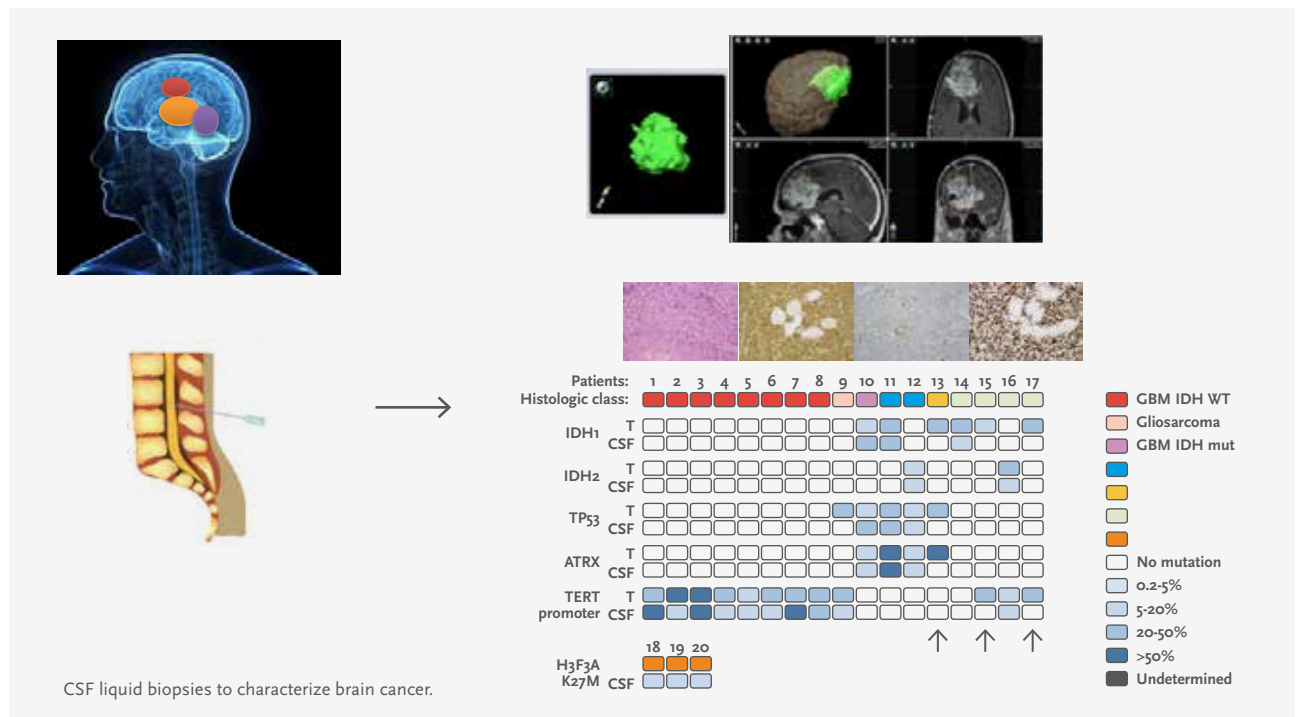 Patients: 1 2 3 4 5 6 7 8 9 10 11 12 13 14 15 16 17
Histologic class:
IDH1 T
CSF
IDH2 T
CSF
TP53 T
CSF
ATRX T
CSF
TERT T
promoter CSF
18 19 20
H3F3A
K27M CSF
GBM IDH WT
Gliosarcoma
GBM IDH mut
No mutation
0.2-5%
5-20%
20-50%
>50%
Undetermined
CSF liquid biopsies to characterize brain cancer.